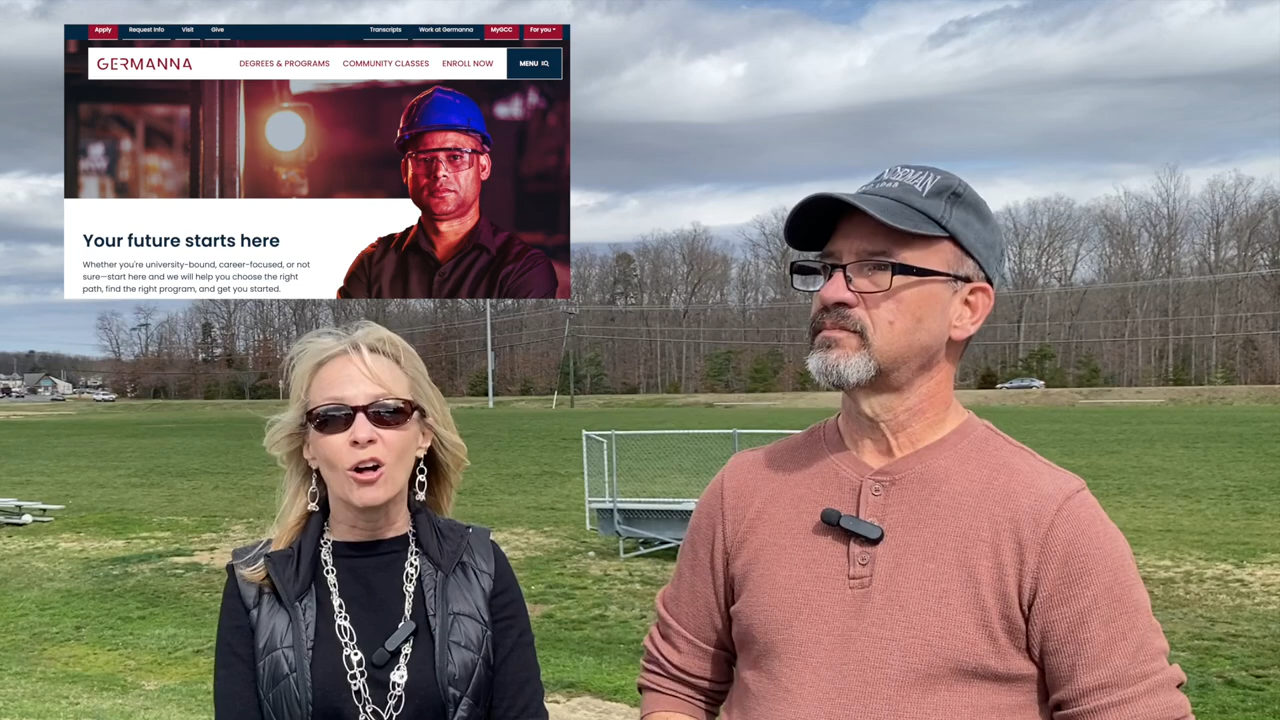 Apply Request Info Visit Give Transcripts Work at Germanna MyGCC For you
GERMANNA DEGREES & PROGRAMS COMMUNITY CLASSES ENROLL NOW MENU
Your future starts here
Whether you're university-bound, career-focused, or not
sure—start here and we will help you choose the right
path, find the right program, and get you started.
NORMAN